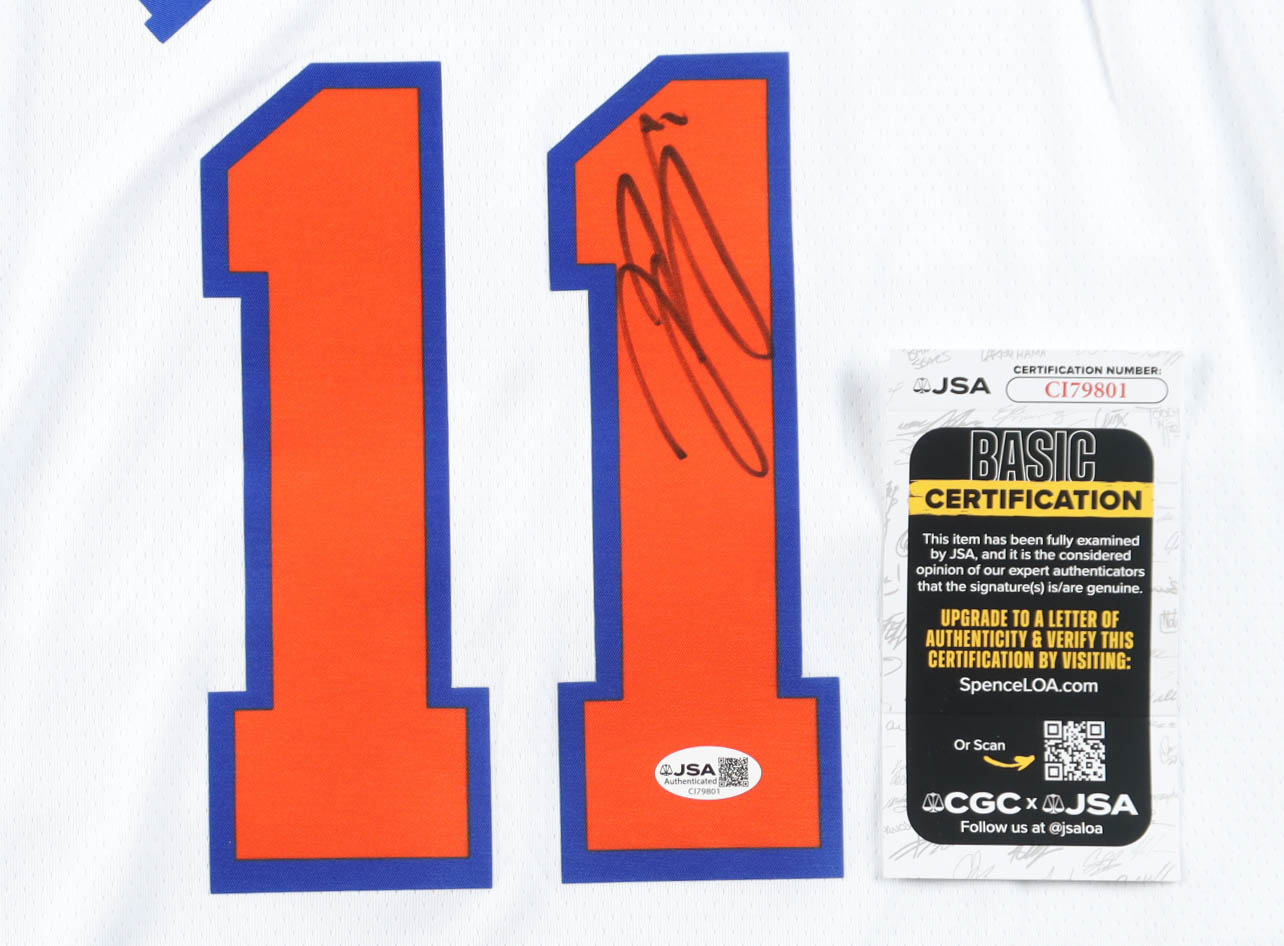 11
JSA
Authenticated
CI79801
JSA
CERTIFICATION NUMBER:
CI79801
BASIC
CERTIFICATION
This item has been fully examined
by JSA, and it is the considered
opinion of our expert authenticators
that the signature(s) is/are genuine.
UPGRADE TO A LETTER OF
AUTHENTICITY & VERIFY THIS
CERTIFICATION BY VISITING:
SpenceLOA.com
Or Scan
CGC x JSA
Follow us at @jsaloa